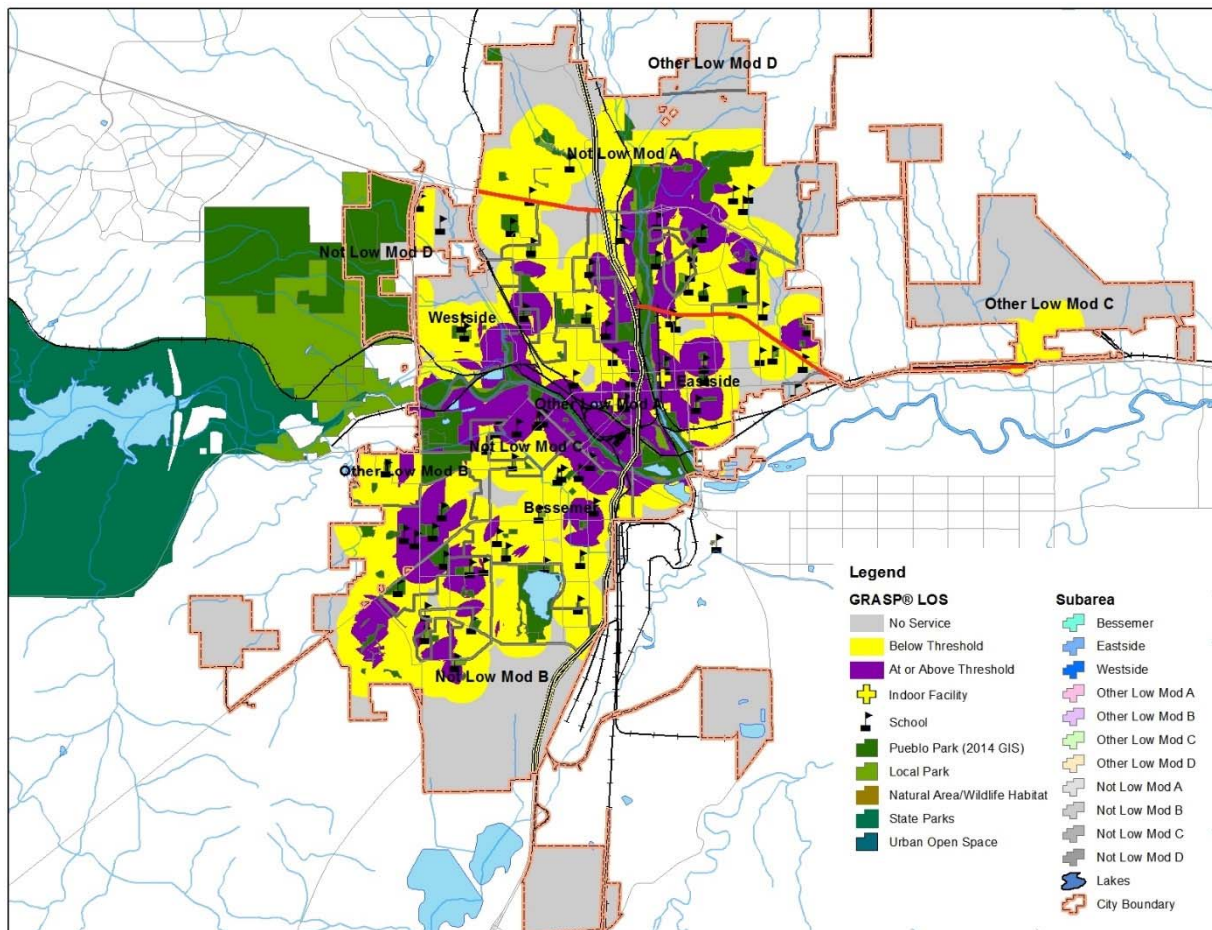 Other Low Mod D
Not Low Mod A
Not Low Mod D
Other Low Mod C
Westside
Eastside
Other Low Mod A
Not Low Mod C
Other Low Mod B
Bessemer
Not Low Mod B
Legend
GRASP® LOS
No Service
Below Threshold
At or Above Threshold
Indoor Facility
School
Pueblo Park (2014 GIS)
Local Park
Natural Area/Wildlife Habitat
State Parks
Urban Open Space
Subarea
Bessemer
Eastside
Westside
Other Low Mod A
Other Low Mod B
Other Low Mod C
Other Low Mod D
Not Low Mod A
Not Low Mod B
Not Low Mod C
Not Low Mod D
Lakes
City Boundary